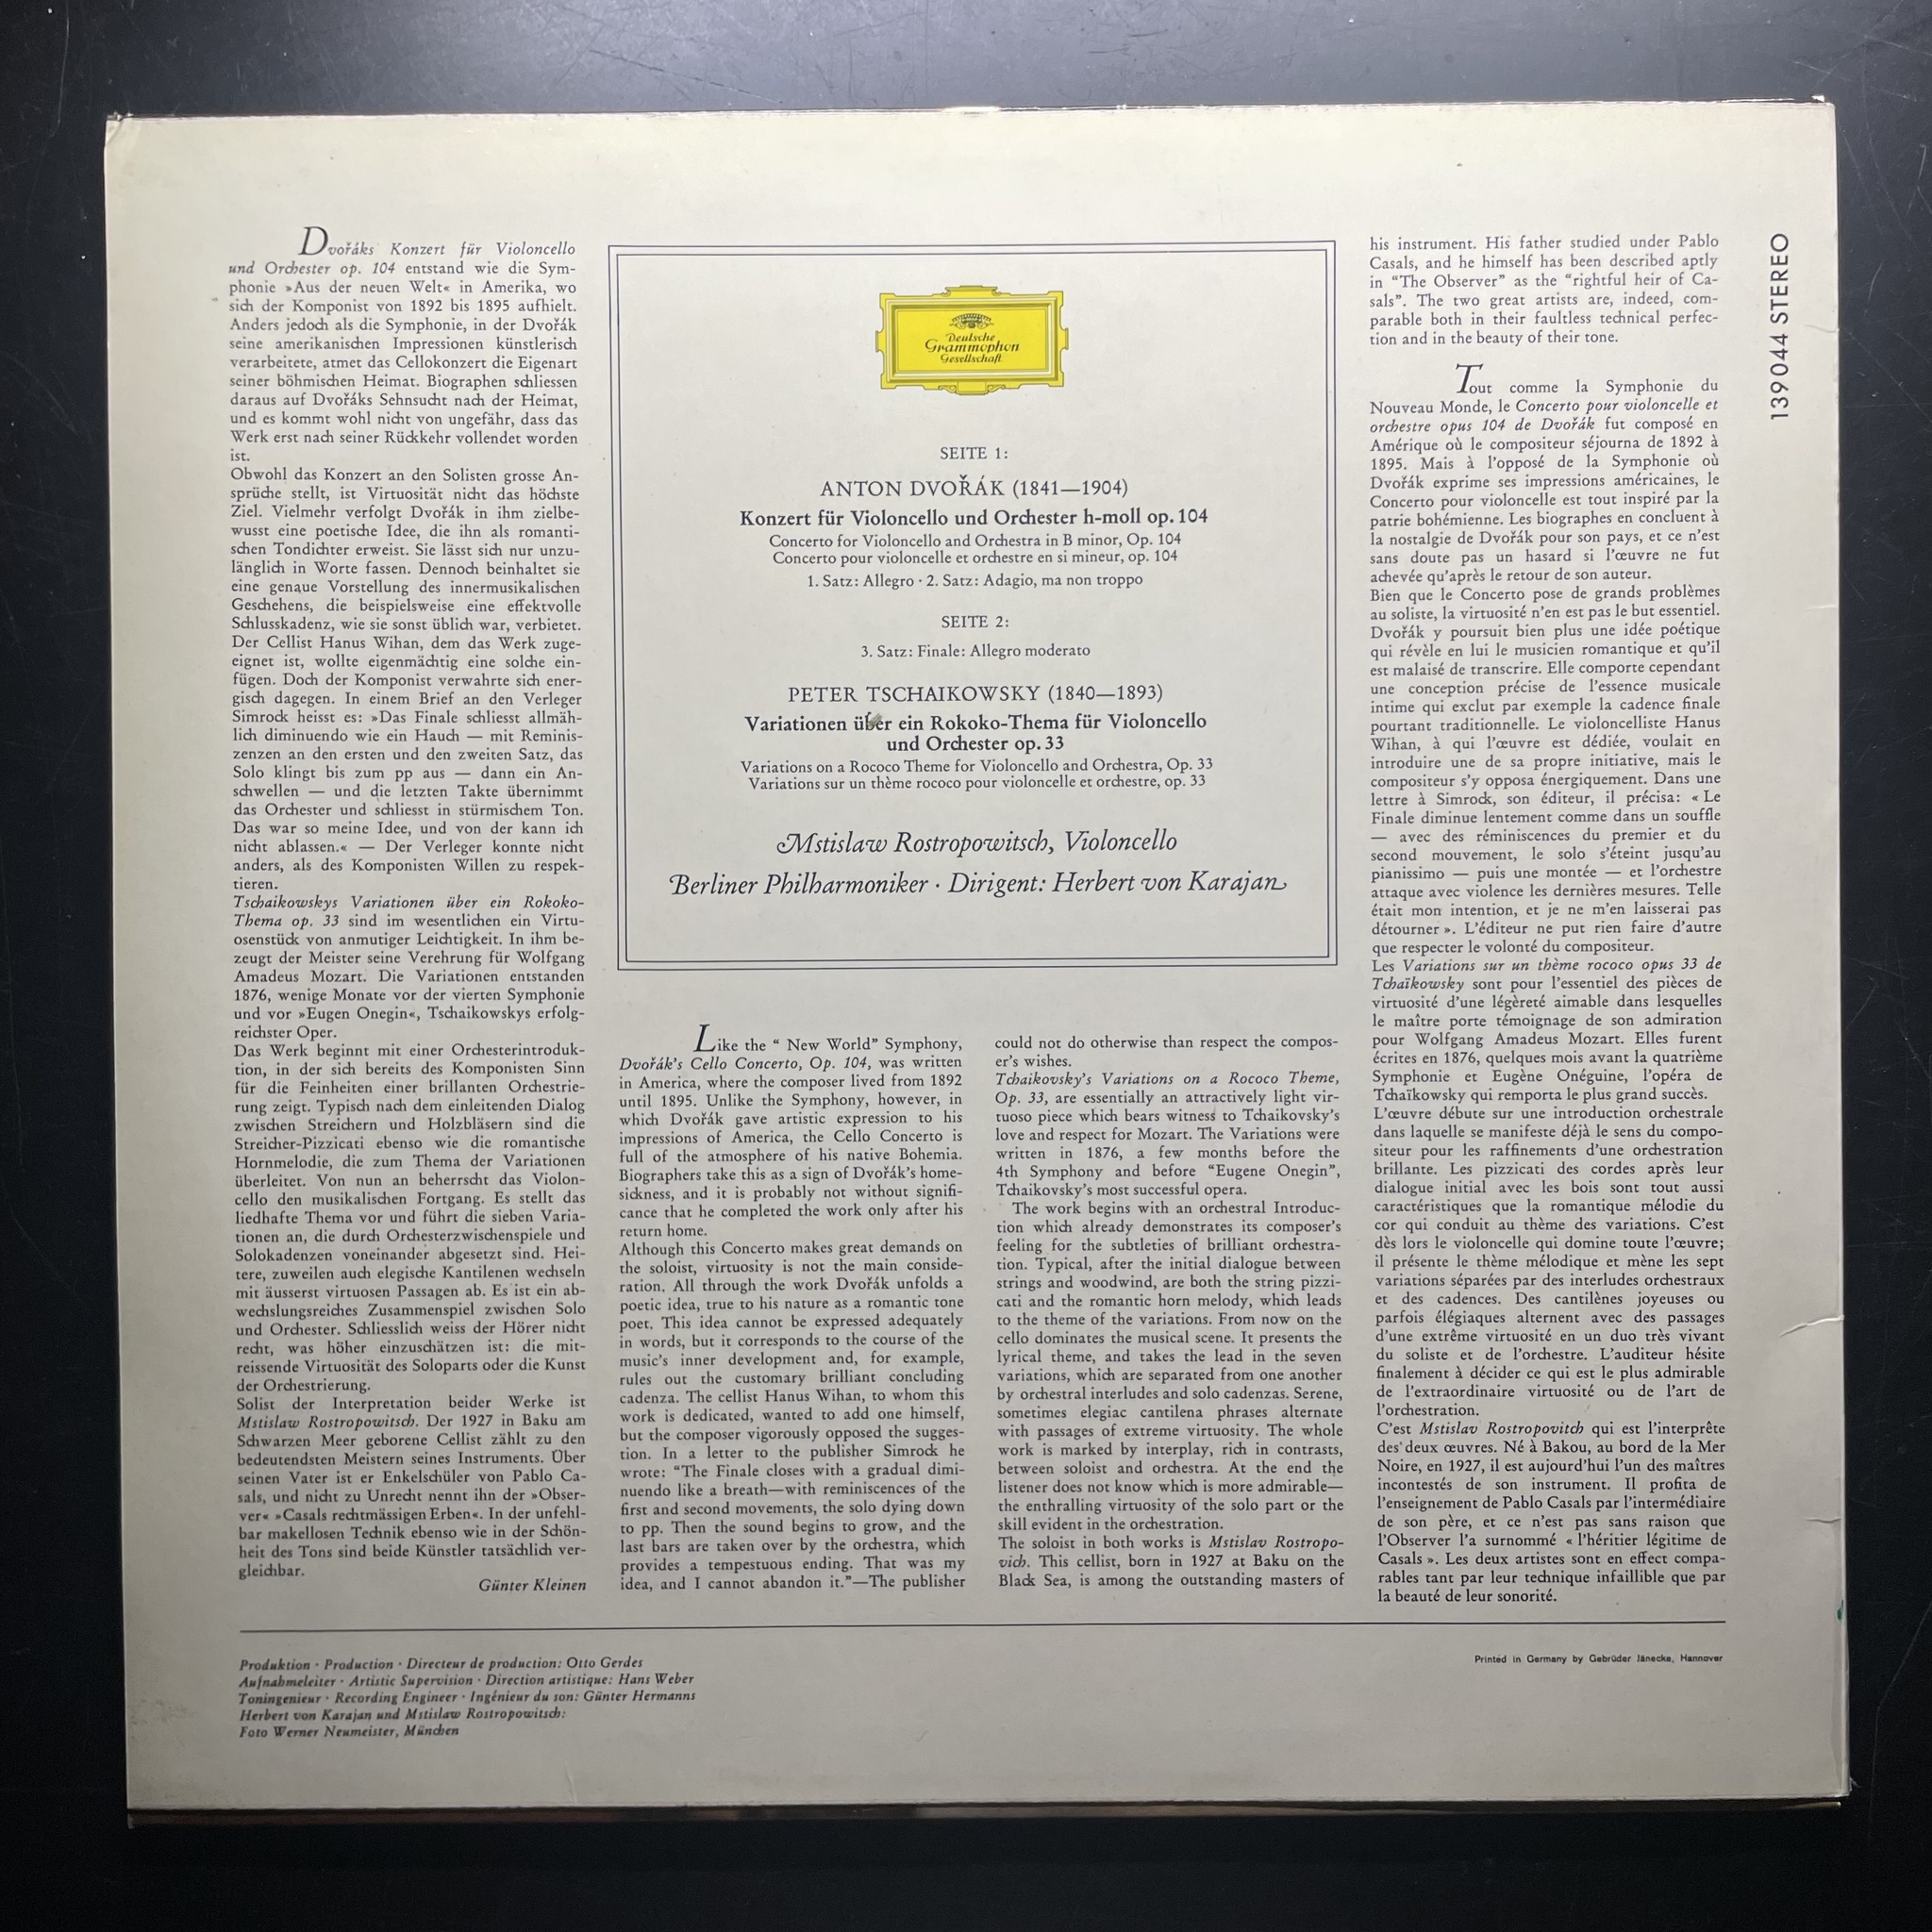 Dvořáks Konzert für Violoncello
und Orchester op. 104 entstand wie die Sym-
phonie »Aus der neuen Welt« in Amerika, wo
sich der Komponist von 1892 bis 1895 aufhielt.
Anders jedoch als die Symphonie, in der Dvořák
seine amerikanischen Impressionen künstlerisch
verarbeitete, atmet das Cellokonzert die Eigenart
seiner böhmischen Heimat. Biographen schliessen
daraus auf Dvořáks Sehnsucht nach der Heimat,
und es kommt wohl nicht von ungefähr, dass das
Werk erst nach seiner Rückkehr vollendet worden
ist.
Obwohl das Konzert an den Solisten grosse An-
sprüche stellt, ist Virtuosität nicht das höchste
Ziel. Vielmehr verfolgt Dvořák in ihm zielbe-
wusst eine poetische Idee, die ihn als romanti-
schen Tondichter erweist. Sie lässt sich nur unzu-
länglich in Worte fassen. Dennoch beinhaltet sie
eine genaue Vorstellung des innermusikalischen
Geschehens, die beispielsweise eine effektvolle
Schlusskadenz, wie sie sonst üblich war, verbietet.
Der Cellist Hanus Wihan, dem das Werk zuge-
eignet ist, wollte eigenmächtig eine solche ein-
fügen. Doch der Komponist verwahrte sich ener-
gisch dagegen. In einem Brief an den Verleger
Simrock heisst es: »Das Finale schliesst allmäh-
lich diminuendo wie ein Hauch — mit Reminis-
zenzen an den ersten und den zweiten Satz, das
Solo klingt bis zum pp aus — dann ein An-
schwellen — und die letzten Takte übernimmt
das Orchester und schliesst in stürmischem Ton.
Das war so meine Idee, und von der kann ich
nicht ablassen.« — Der Verleger konnte nicht
anders, als des Komponisten Willen zu respek-
tieren.
Tschaikowskys Variationen über ein Rokoko-
Thema op. 33 sind im wesentlichen ein Virtu-
osenstück von anmutiger Leichtigkeit. In ihm be-
zeugt der Meister seine Verehrung für Wolfgang
Amadeus Mozart. Die Variationen entstanden
1876, wenige Monate vor der vierten Symphonie
und vor »Eugen Onegin«, Tschaikowskys erfolg-
reichster Oper.
Das Werk beginnt mit einer Orchesterintroduk-
tion, in der sich bereits des Komponisten Sinn
für die Feinheiten einer brillanten Orchestrie-
rung zeigt. Typisch nach dem einleitenden Dialog
zwischen Streichern und Holzbläsern sind die
Streicher-Pizzicati ebenso wie die romantische
Hornmelodie, die zum Thema der Variationen
überleitet. Von nun an beherrscht das Violon-
cello den musikalischen Fortgang. Es stellt das
liedhafte Thema vor und führt die sieben Varia-
tionen an, die durch Orchesterzwischenspiele und
Solokadenzen voneinander abgesetzt sind. Hei-
tere, zuweilen auch elegische Kantilenen wechseln
mit äusserst virtuosen Passagen ab. Es ist ein ab-
wechslungsreiches Zusammenspiel zwischen Solo
und Orchester. Schliesslich weiss der Hörer nicht
recht, was höher einzuschätzen ist: die mit-
reissende Virtuosität des Soloparts oder die Kunst
der Orchestrierung.
Solist der Interpretation beider Werke ist
Mstislaw Rostropowitsch. Der 1927 in Baku am
Schwarzen Meer geborene Cellist zählt zu den
bedeutendsten Meistern seines Instruments. Über
seinen Vater ist er Enkelschüler von Pablo Ca-
sals, und nicht zu Unrecht nennt ihn der »Obser-
ver« »Casals rechtmässigen Erben«. In der unfehl-
bar makellosen Technik ebenso wie in der Schön-
heit des Tons sind beide Künstler tatsächlich ver-
gleichbar.
Günter Kleinen
Deutsche
Grammophon
Gesellschaft
SEITE 1:
ANTON DVOŘÁK (1841—1904)
Konzert für Violoncello und Orchester h-moll op. 104
Concerto for Violoncello and Orchestra in B minor, Op. 104
Concerto pour violoncelle et orchestre en si mineur, op. 104
1. Satz: Allegro · 2. Satz: Adagio, ma non troppo
SEITE 2:
3. Satz: Finale: Allegro moderato
PETER TSCHAIKOWSKY (1840—1893)
Variationen über ein Rokoko-Thema für Violoncello
und Orchester op. 33
Variations on a Rococo Theme for Violoncello and Orchestra, Op. 33
Variations sur un thème rococo pour violoncelle et orchestre, op. 33
Mstislaw Rostropowitsch, Violoncello
Berliner Philharmoniker · Dirigent: Herbert von Karajan
Like the “ New World” Symphony,
Dvořák's Cello Concerto, Op. 104, was written
in America, where the composer lived from 1892
until 1895. Unlike the Symphony, however, in
which Dvořák gave artistic expression to his
impressions of America, the Cello Concerto is
full of the atmosphere of his native Bohemia.
Biographers take this as a sign of Dvořák's home-
sickness, and it is probably not without signifi-
cance that he completed the work only after his
return home.
Although this Concerto makes great demands on
the soloist, virtuosity is not the main conside-
ration. All through the work Dvořák unfolds a
poetic idea, true to his nature as a romantic tone
poet. This idea cannot be expressed adequately
in words, but it corresponds to the course of the
music's inner development and, for example,
rules out the customary brilliant concluding
cadenza. The cellist Hanus Wihan, to whom this
work is dedicated, wanted to add one himself,
but the composer vigorously opposed the sugges-
tion. In a letter to the publisher Simrock he
wrote: “The Finale closes with a gradual dimi-
nuendo like a breath—with reminiscences of the
first and second movements, the solo dying down
to pp. Then the sound begins to grow, and the
last bars are taken over by the orchestra, which
provides a tempestuous ending. That was my
idea, and I cannot abandon it.”—The publisher
could not do otherwise than respect the compos-
er's wishes.
Tchaikovsky's Variations on a Rococo Theme,
Op. 33, are essentially an attractively light vir-
tuoso piece which bears witness to Tchaikovsky's
love and respect for Mozart. The Variations were
written in 1876, a few months before the
4th Symphony and before “Eugene Onegin”,
Tchaikovsky's most successful opera.
The work begins with an orchestral Introduc-
tion which already demonstrates its composer's
feeling for the subtleties of brilliant orchestra-
tion. Typical, after the initial dialogue between
strings and woodwind, are both the string pizzi-
cati and the romantic horn melody, which leads
to the theme of the variations. From now on the
cello dominates the musical scene. It presents the
lyrical theme, and takes the lead in the seven
variations, which are separated from one another
by orchestral interludes and solo cadenzas. Serene,
sometimes elegiac cantilena phrases alternate
with passages of extreme virtuosity. The whole
work is marked by interplay, rich in contrasts,
between soloist and orchestra. At the end the
listener does not know which is more admirable—
the enthralling virtuosity of the solo part or the
skill evident in the orchestration.
The soloist in both works is Mstislav Rostropo-
vich. This cellist, born in 1927 at Baku on the
Black Sea, is among the outstanding masters of
his instrument. His father studied under Pablo
Casals, and he himself has been described aptly
in “The Observer” as the “rightful heir of Ca-
sals”. The two great artists are, indeed, com-
parable both in their faultless technical perfec-
tion and in the beauty of their tone.
Tout comme la Symphonie du
Nouveau Monde, le Concerto pour violoncelle et
orchestre opus 104 de Dvořák fut composé en
Amérique où le compositeur séjourna de 1892 à
1895. Mais à l'opposé de la Symphonie où
Dvořák exprime ses impressions américaines, le
Concerto pour violoncelle est tout inspiré par la
patrie bohémienne. Les biographes en concluent à
la nostalgie de Dvořák pour son pays, et ce n'est
sans doute pas un hasard si l'œuvre ne fut
achevée qu'après le retour de son auteur.
Bien que le Concerto pose de grands problèmes
au soliste, la virtuosité n'en est pas le but essentiel.
Dvořák y poursuit bien plus une idée poétique
qui révèle en lui le musicien romantique et qu'il
est malaisé de transcrire. Elle comporte cependant
une conception précise de l'essence musicale
intime qui exclut par exemple la cadence finale
pourtant traditionnelle. Le violoncelliste Hanus
Wihan, à qui l'œuvre est dédiée, voulait en
introduire une de sa propre initiative, mais le
compositeur s'y opposa énergiquement. Dans une
lettre à Simrock, son éditeur, il précisa: « Le
Finale diminue lentement comme dans un souffle
— avec des réminiscences du premier et du
second mouvement, le solo s'éteint jusqu'au
pianissimo — puis une montée — et l'orchestre
attaque avec violence les dernières mesures. Telle
était mon intention, et je ne m'en laisserai pas
détourner ». L'éditeur ne put rien faire d'autre
que respecter le volonté du compositeur.
Les Variations sur un thème rococo opus 33 de
Tchaïkowsky sont pour l'essentiel des pièces de
virtuosité d'une légèreté aimable dans lesquelles
le maître porte témoignage de son admiration
pour Wolfgang Amadeus Mozart. Elles furent
écrites en 1876, quelques mois avant la quatrième
Symphonie et Eugène Onéguine, l'opéra de
Tchaïkowsky qui remporta le plus grand succès.
L'œuvre débute sur une introduction orchestrale
dans laquelle se manifeste déjà le sens du compo-
siteur pour les raffinements d'une orchestration
brillante. Les pizzicati des cordes après leur
dialogue initial avec les bois sont tout aussi
caractéristiques que la romantique mélodie du
cor qui conduit au thème des variations. C'est
dès lors le violoncelle qui domine toute l'œuvre;
il présente le thème mélodique et mène les sept
variations séparées par des interludes orchestraux
et des cadences. Des cantilènes joyeuses ou
parfois élégiaques alternent avec des passages
d'une extrême virtuosité en un duo très vivant
du soliste et de l'orchestre. L'auditeur hésite
finalement à décider ce qui est le plus admirable
de l'extraordinaire virtuosité ou de l'art de
l'orchestration.
C'est Mstislav Rostropovitch qui est l'interprête
des deux œuvres. Né à Bakou, au bord de la Mer
Noire, en 1927, il est aujourd'hui l'un des maîtres
incontestés de son instrument. Il profita de
l'enseignement de Pablo Casals par l'intermédiaire
de son père, et ce n'est pas sans raison que
l'Observer l'a surnommé « l'héritier légitime de
Casals ». Les deux artistes sont en effect compa-
rables tant par leur technique infaillible que par
la beauté de leur sonorité.
139 044 STEREO
Produktion · Production · Directeur de production: Otto Gerdes
Aufnahmeleiter · Artistic Supervision · Direction artistique: Hans Weber
Toningenieur · Recording Engineer · Ingénieur du son: Günter Hermanns
Herbert von Karajan und Mstislaw Rostropowitsch:
Foto Werner Neumeister, München
Printed in Germany by Gebrüder Jänecke, Hannover